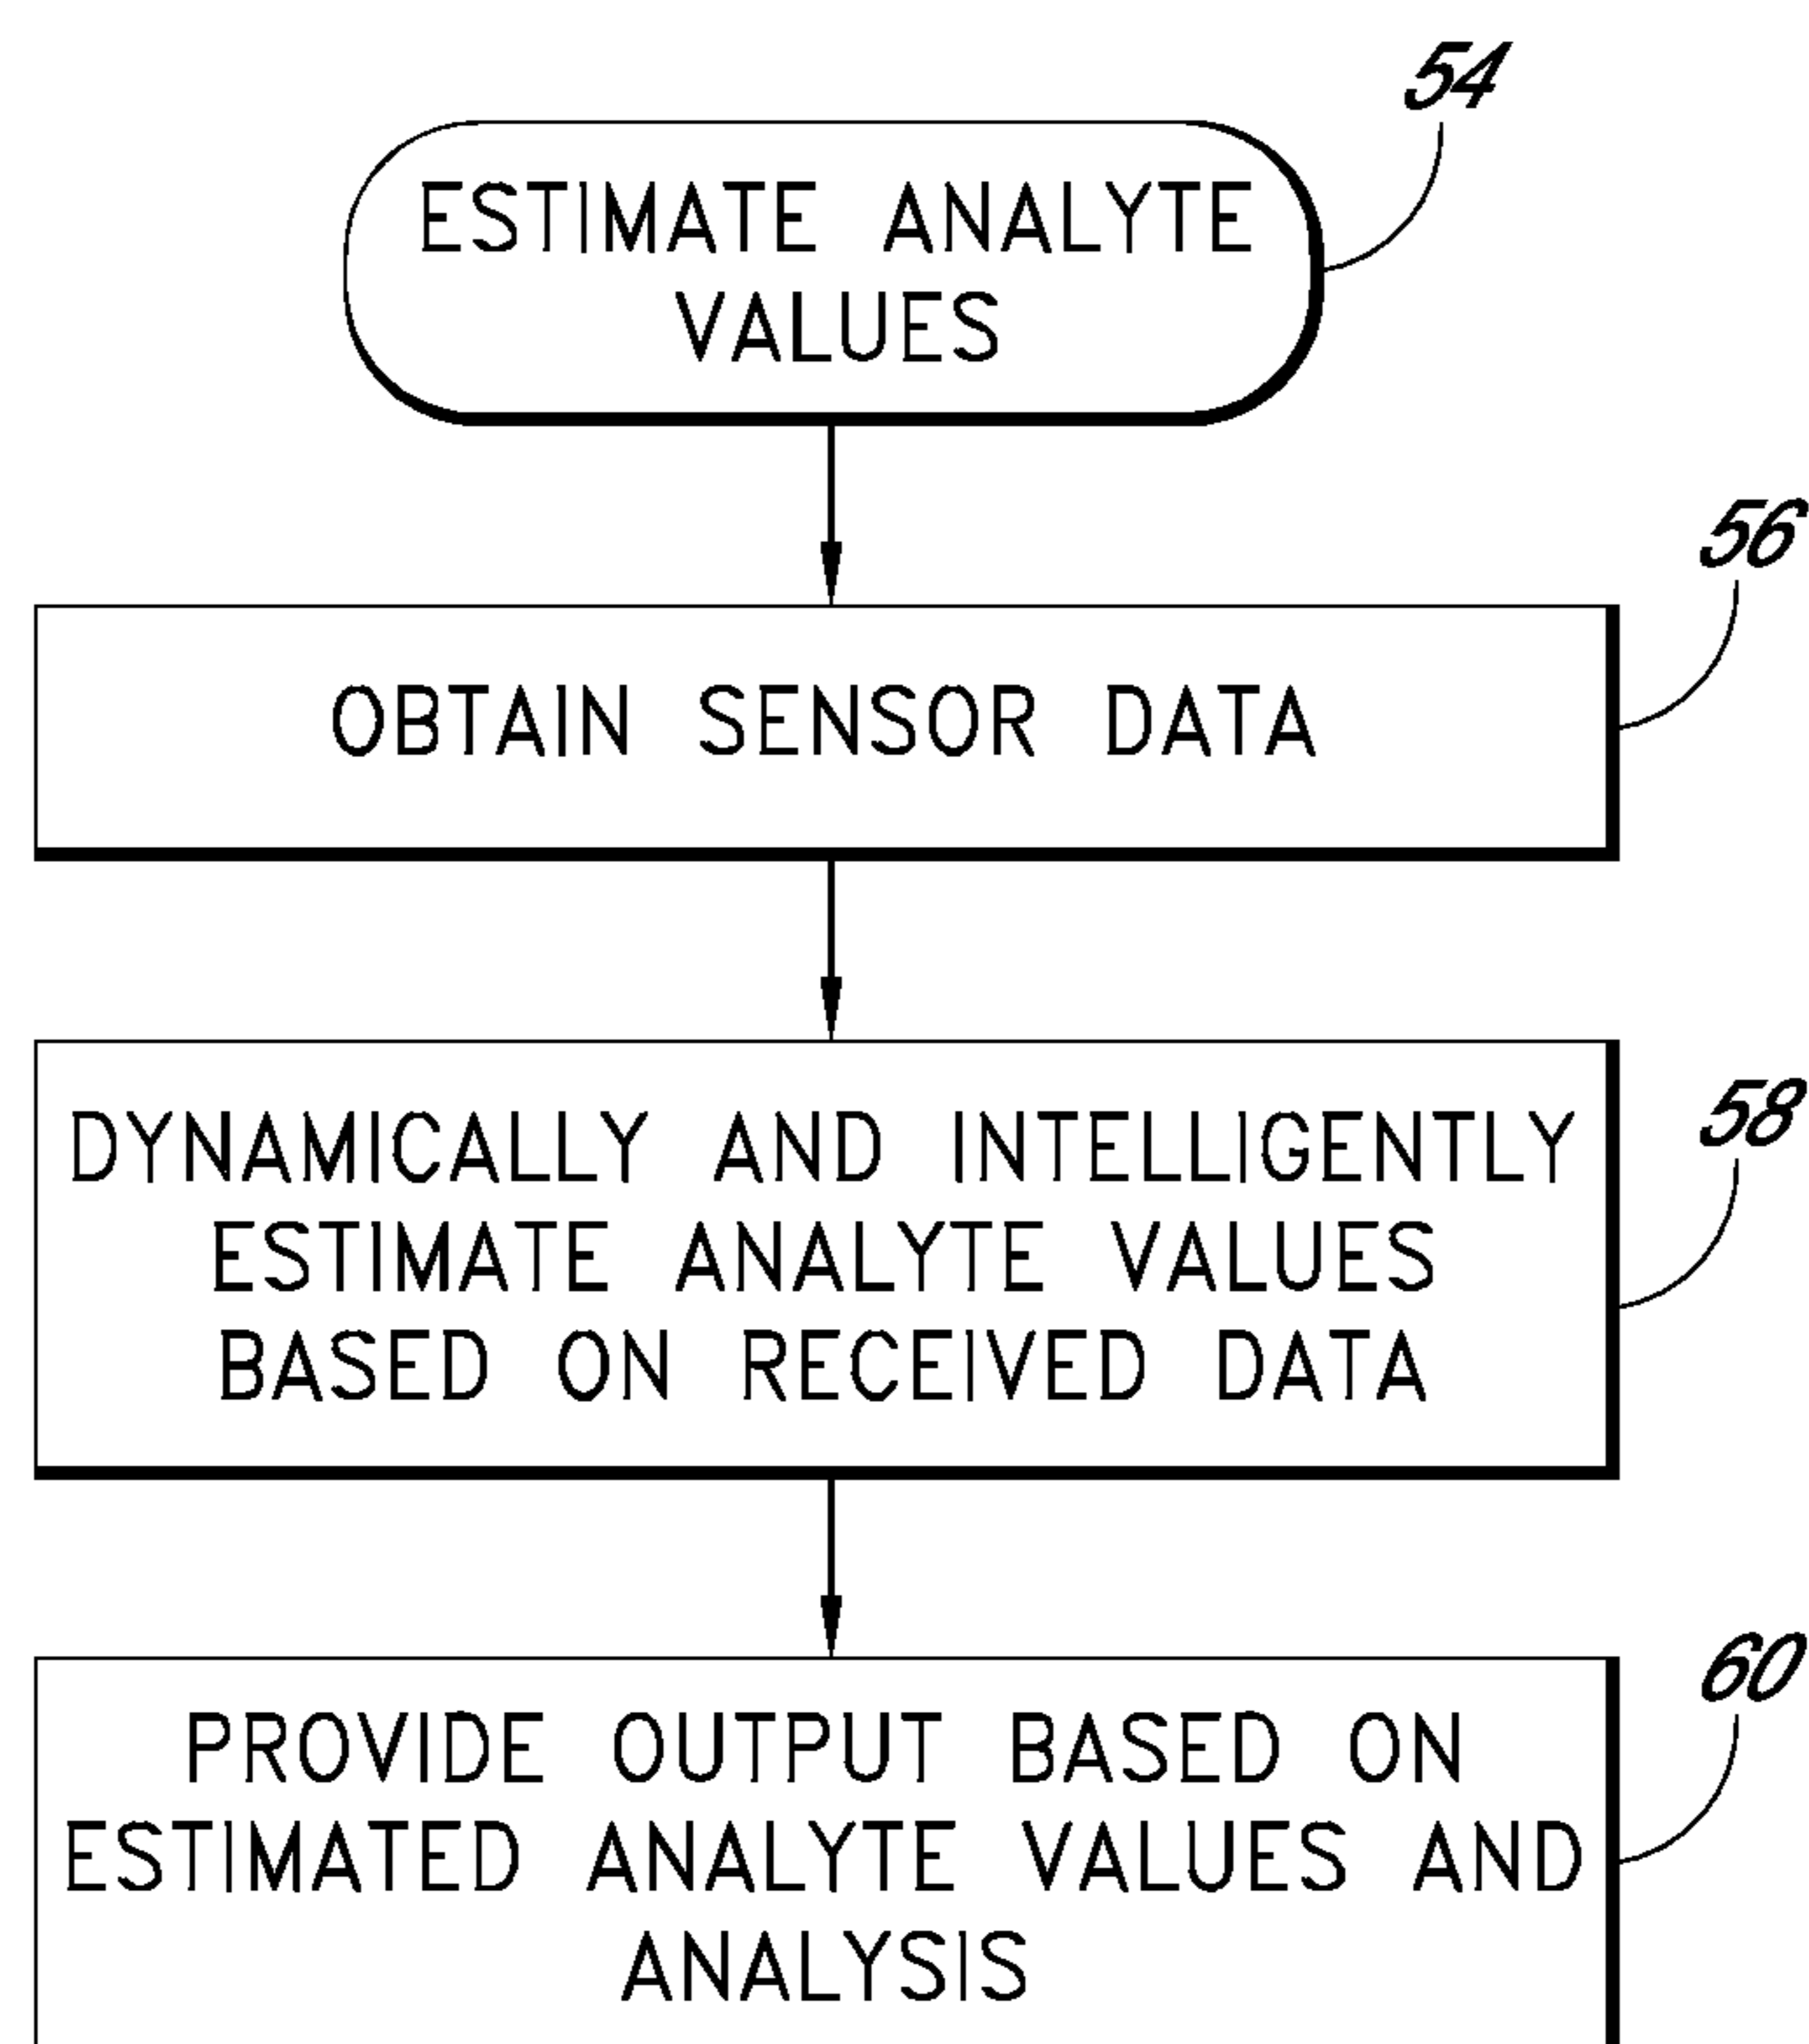 54
ESTIMATE ANALYTE
VALUES
56
OBTAIN SENSOR DATA
58
DYNAMICALLY AND INTELLIGENTLY
ESTIMATE ANALYTE VALUES
BASED ON RECEIVED DATA
60
PROVIDE OUTPUT BASED ON
ESTIMATED ANALYTE VALUES AND
ANALYSIS